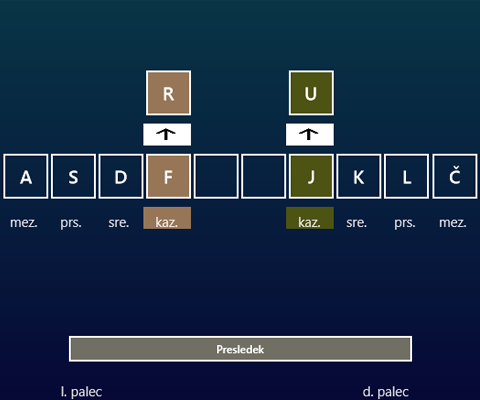 R U
A S D F J K L Č
mez. prs. sre. kaz. kaz. sre. prs. mez.
Presledek
l. palec d. palec